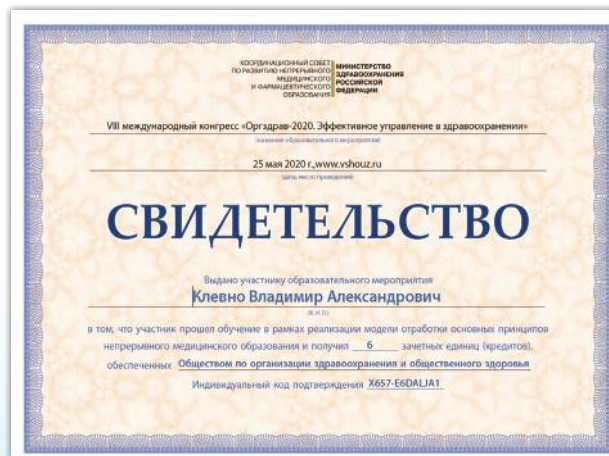 КООРДИНАЦИОННЫЙ СОВЕТ
ПО РАЗВИТИЮ НЕПРЕРЫВНОГО
МЕДИЦИНСКОГО
И ФАРМАЦЕВТИЧЕСКОГО
ОБРАЗОВАНИЯ
МИНИСТЕРСТВО
ЗДРАВООХРАНЕНИЯ
РОССИЙСКОЙ
ФЕДЕРАЦИИ
VIII международный конгресс «Оргздрав-2020. Эффективное управление в здравоохранении»
(название образовательного мероприятия)
25 мая 2020 г.,www.vshouz.ru
(дата, место проведения)
СВИДЕТЕЛЬСТВО
Выдано участнику образовательного мероприятия
Клевно Владимир Александрович
(Ф.И.О.)
в том, что участник прошел обучение в рамках реализации модели отработки основных принципов
непрерывного медицинского образования и получил 6 зачетных единиц (кредитов),
обеспеченных Обществом по организации здравоохранения и общественного здоровья
Индивидуальный код подтверждения X657-E6DALJA1